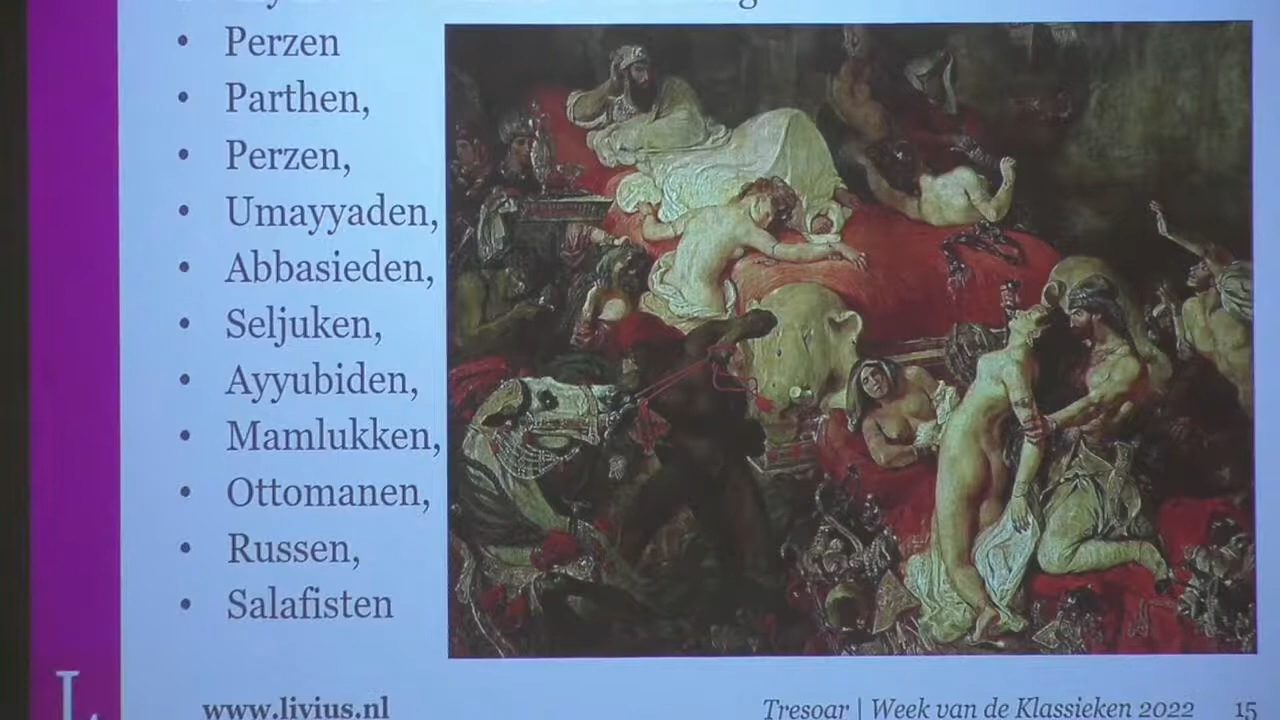 • Perzen
• Parthen,
• Perzen,
• Umayyaden,
• Abbasieden,
• Seljuken,
• Ayyubiden,
• Mamlukken,
• Ottomanen,
• Russen,
• Salafisten
L
www.livius.nl
Tresoar | Week van de Klassieken 2022 15